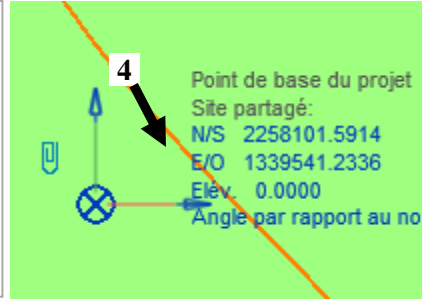 4
Point de base du projet
Site partagé:
N/S 2258101.5914
E/O 1339541.2336
Elév. 0.0000
Angle par rapport au no